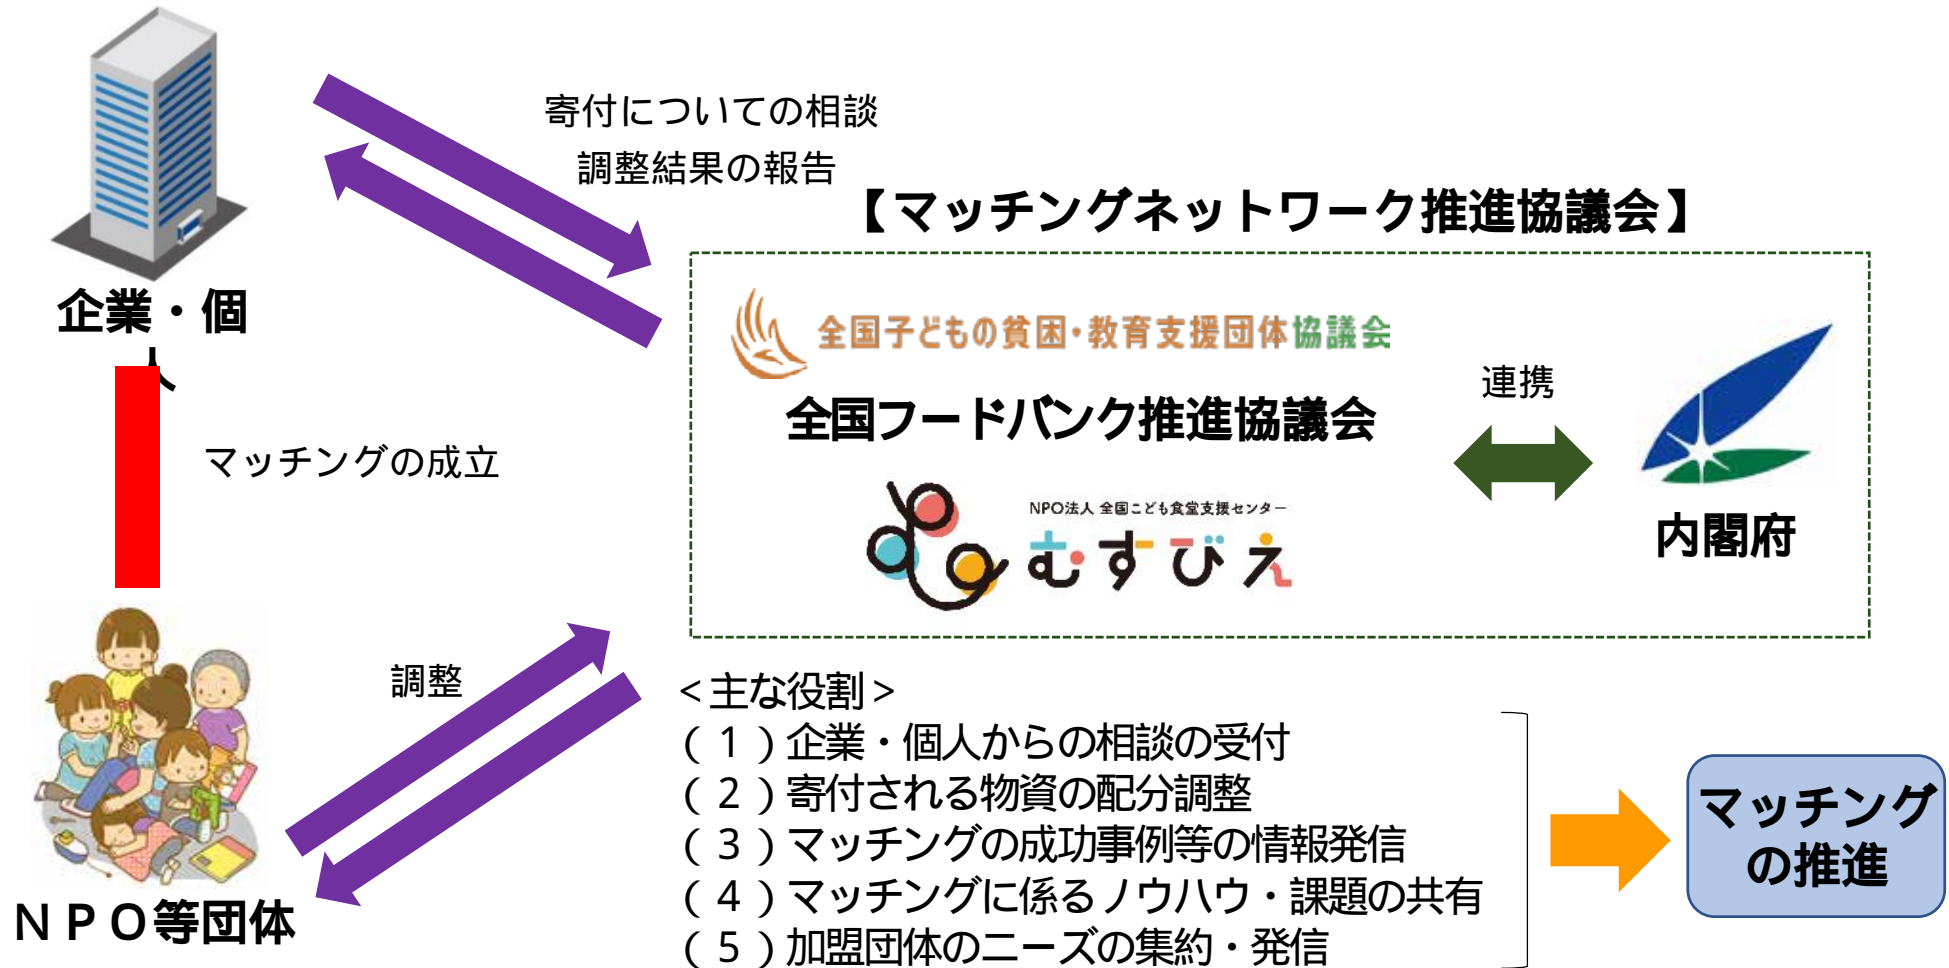 寄付についての相談
調整結果の報告
【マッチングネットワーク推進協議会】
企業・個
人
全国子どもの貧困・教育支援団体協議会
全国フードバンク推進協議会
連携
NPO法人 全国こども食堂支援センター
むすびえ
内閣府
マッチングの成立
調整
ＮＰＯ等団体
＜主な役割＞
（１）企業・個人からの相談の受付
（２）寄付される物資の配分調整
（３）マッチングの成功事例等の情報発信
（４）マッチングに係るノウハウ・課題の共有
（５）加盟団体のニーズの集約・発信
マッチング
の推進